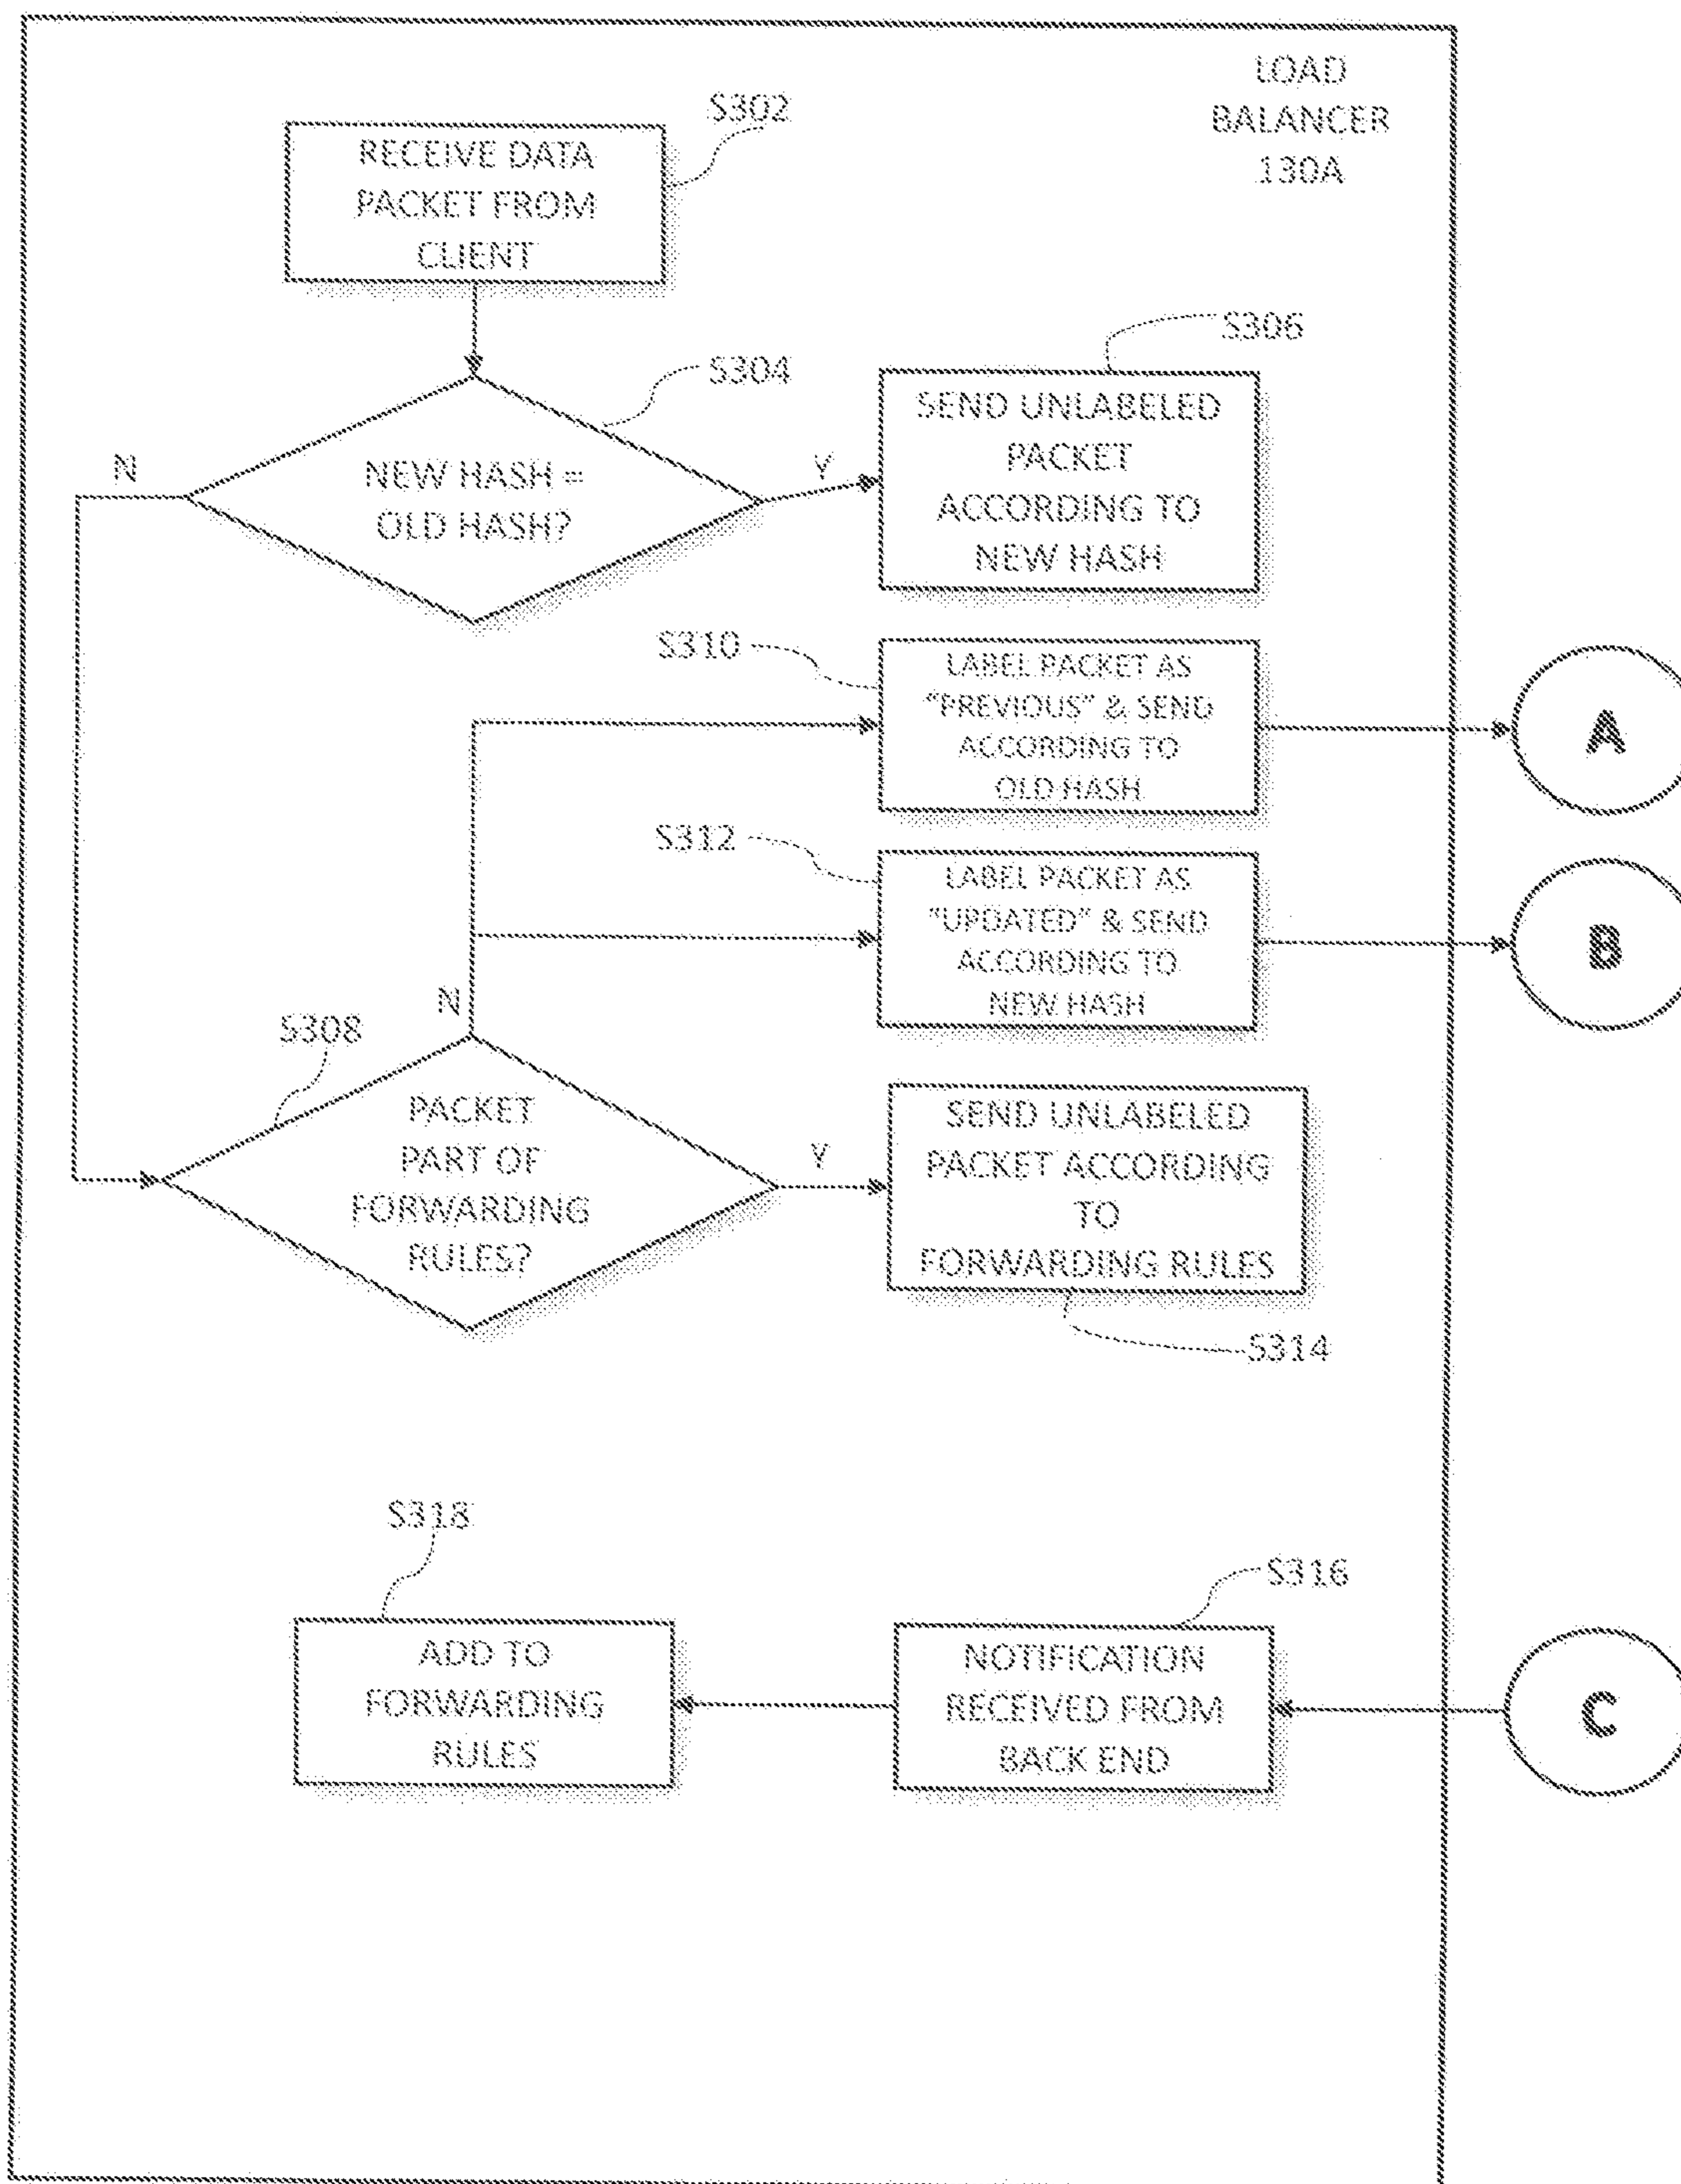 LOAD
BALANCER
130A
S302
RECEIVE DATA
PACKET FROM
CLIENT
S304
NEW HASH =
OLD HASH?
N
Y
S306
SEND UNLABELED
PACKET
ACCORDING TO
NEW HASH
S310
LABEL PACKET AS
"PREVIOUS" & SEND
ACCORDING TO
OLD HASH
A
S312
LABEL PACKET AS
"UPDATED" & SEND
ACCORDING TO
NEW HASH
B
N
S308
PACKET
PART OF
FORWARDING
RULES?
Y
SEND UNLABELED
PACKET ACCORDING
TO
FORWARDING RULES
S314
S318
ADD TO
FORWARDING
RULES
S316
NOTIFICATION
RECEIVED FROM
BACK END
C